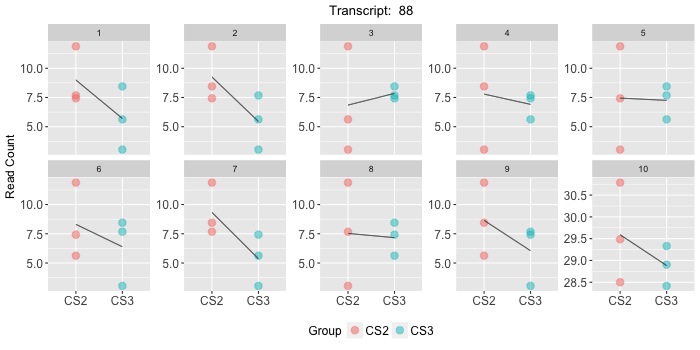 Transcript: 88
1 2 3 4 5
10.0 10.0 10.0 10.0 10.0
7.5 7.5 7.5 7.5 7.5
5.0 5.0 5.0 5.0 5.0
Read Count
6 7 8 9 10
10.0 10.0 10.0 10.0 30.5
30.0
7.5 7.5 7.5 7.5 29.5
29.0
5.0 5.0 5.0 5.0 28.5
CS2 CS3 CS2 CS3 CS2 CS3 CS2 CS3 CS2 CS3
Group CS2 CS3